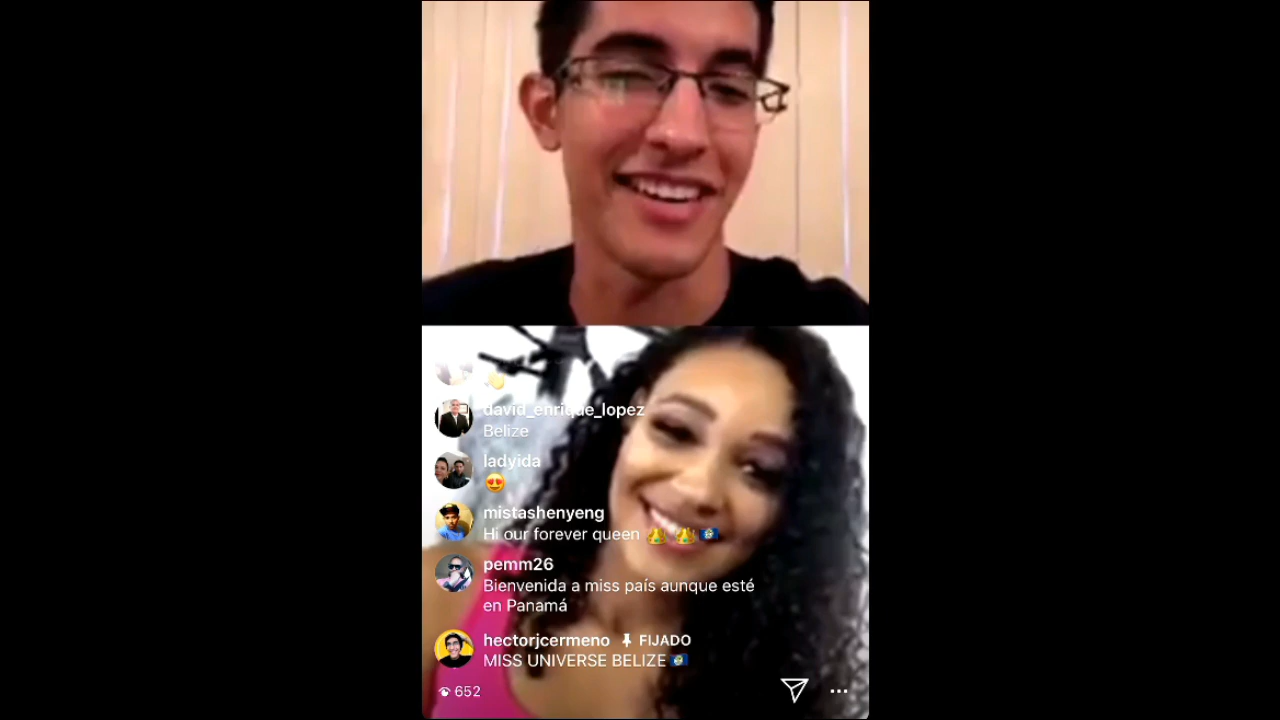 david_enrique_lopez
Belize
ladyida
😍
mistashenyeng
Hi our forever queen 👑 👑 🇧🇿
pemm26
Bienvenida a miss país aunque esté
en Panamá
hectorjcermeno FIJADO
MISS UNIVERSE BELIZE 🇧🇿
652